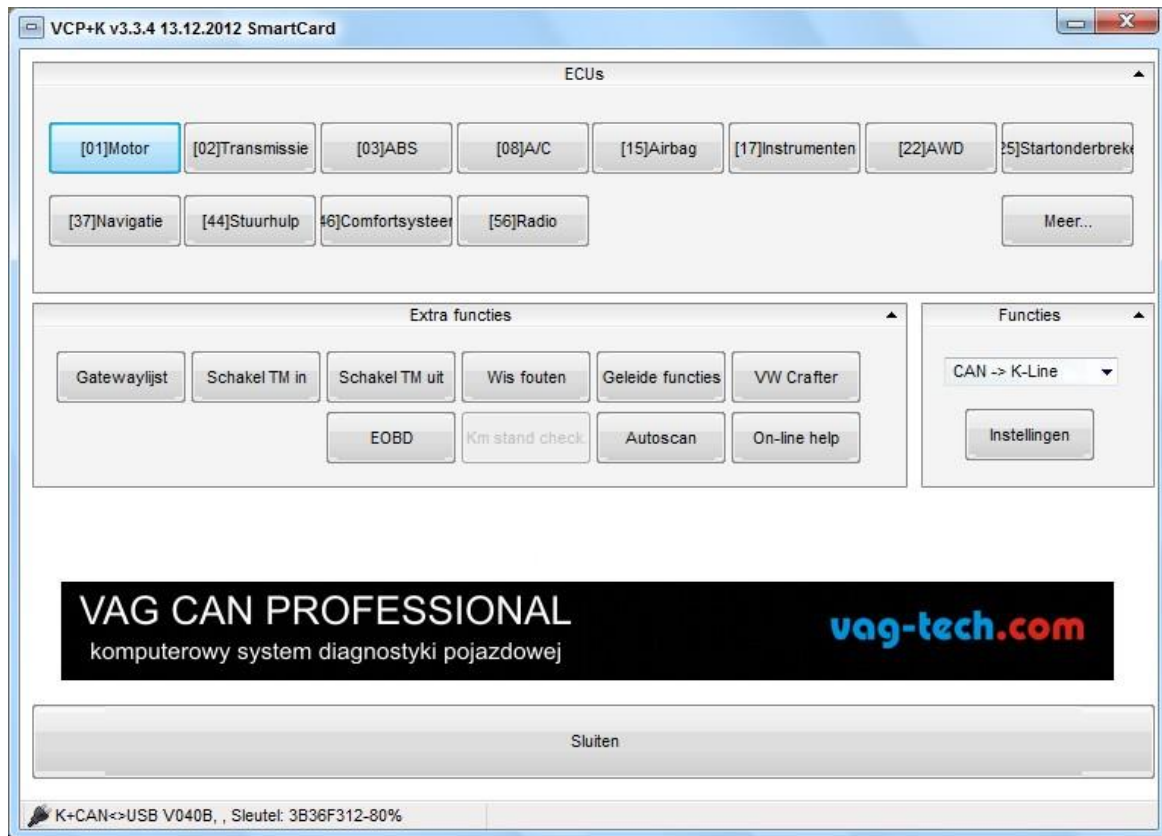 VCP+K v3.3.4 13.12.2012 SmartCard
ECUs
[01]Motor [02]Transmissie [03]ABS [08]A/C [15]Airbag [17]Instrumenten [22]AWD 25]Startonderbreke
[37]Navigatie [44]Stuurhulp 46]Comfortsysteer [56]Radio Meer...
Extra functies
Gatewaylijst Schakel TM in Schakel TM uit Wis fouten Geleide functies VW Crafter
EOBD Km stand check. Autoscan On-line help
Functies
CAN -> K-Line
Instellingen
VAG CAN PROFESSIONAL
komputerowy system diagnostyki pojazdowej
vag-tech.com
Sluiten
K+CAN<>USB V040B, , Sleutel: 3B36F312-80%